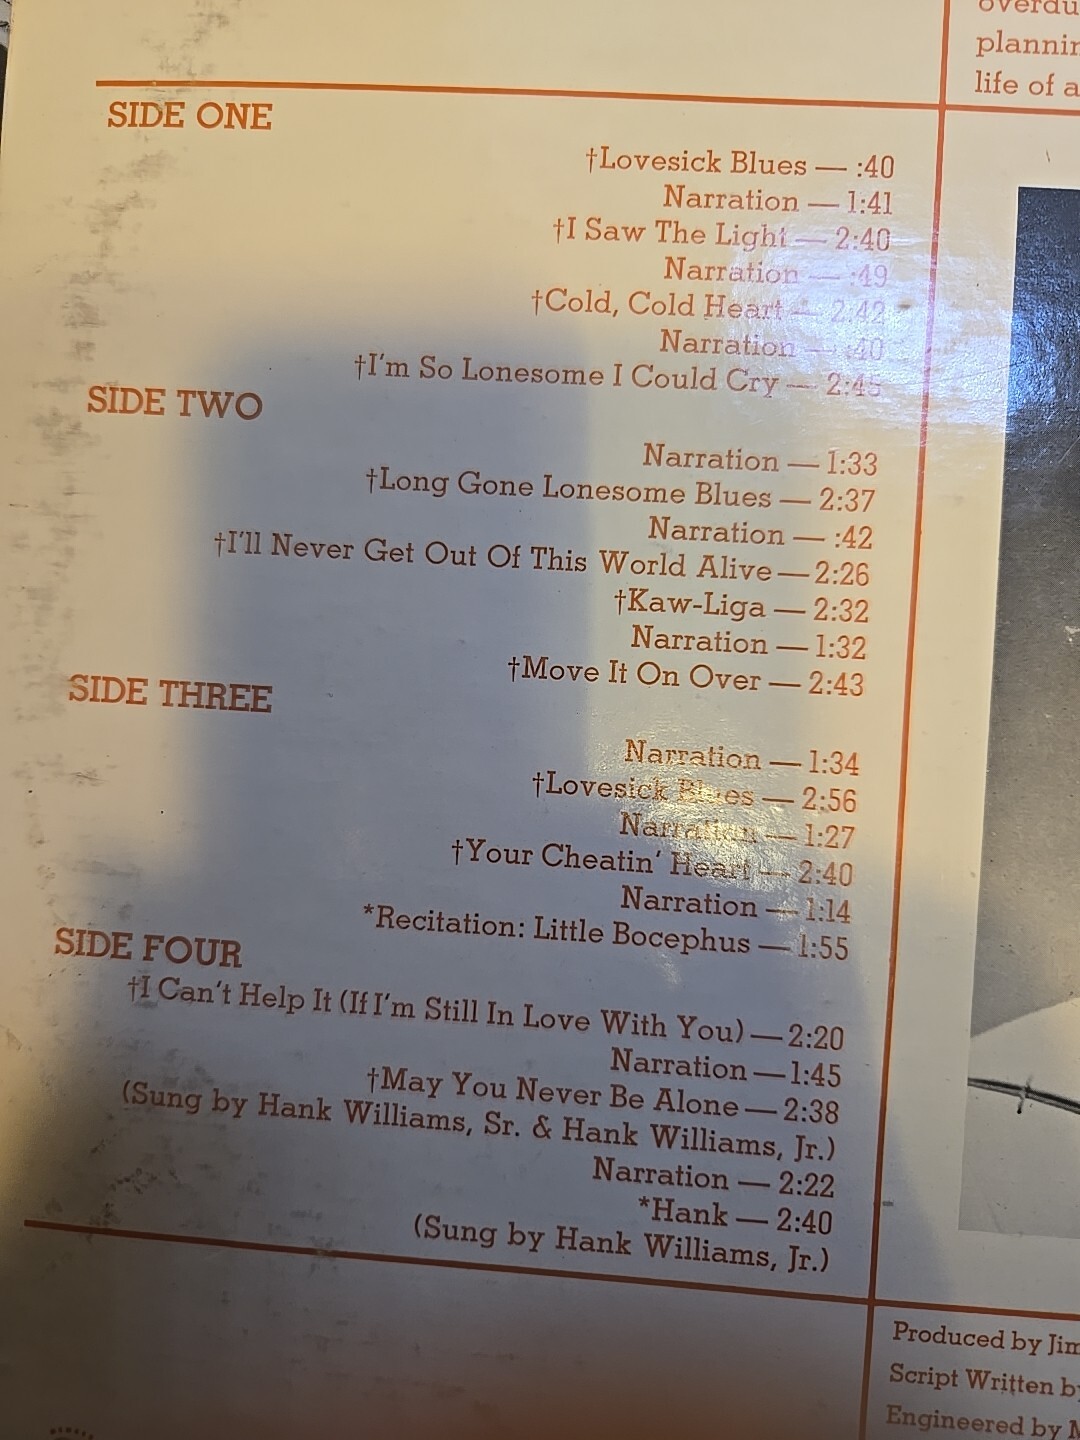 overdu
plannin
life of a
SIDE ONE
†Lovesick Blues — :40
Narration — 1:41
†I Saw The Light — 2:40
Narration — :49
†Cold, Cold Heart — 2:42
Narration — :40
†I'm So Lonesome I Could Cry — 2:45
SIDE TWO
Narration — 1:33
†Long Gone Lonesome Blues — 2:37
Narration — :42
†I'll Never Get Out Of This World Alive — 2:26
†Kaw-Liga — 2:32
Narration — 1:32
†Move It On Over — 2:43
SIDE THREE
Narration — 1:34
†Lovesick Blues — 2:56
Narration — 1:27
†Your Cheatin' Heart — 2:40
Narration — 1:14
*Recitation: Little Bocephus — 1:55
SIDE FOUR
†I Can't Help It (If I'm Still In Love With You) — 2:20
Narration — 1:45
†May You Never Be Alone — 2:38
(Sung by Hank Williams, Sr. & Hank Williams, Jr.)
Narration — 2:22
*Hank — 2:40
(Sung by Hank Williams, Jr.)
Produced by Jim
Script Written by
Engineered by M